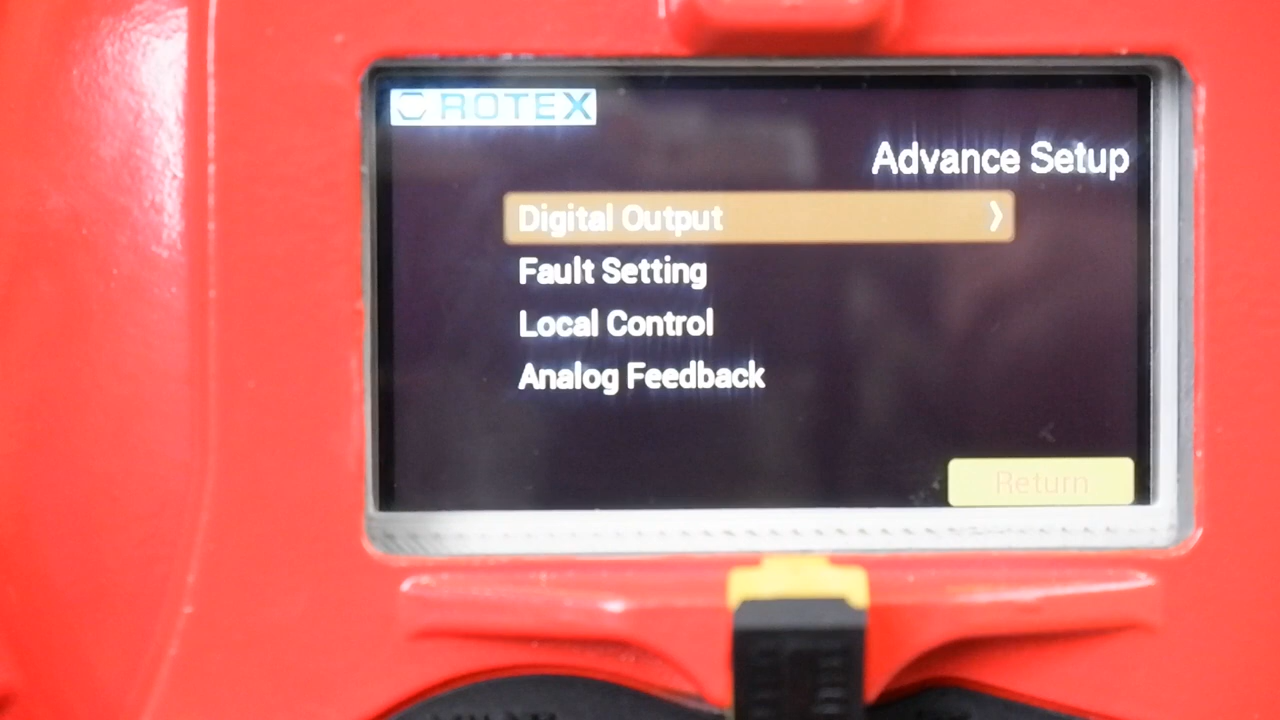 ROTEX
Advance Setup
Digital Output
Fault Setting
Local Control
Analog Feedback
Return